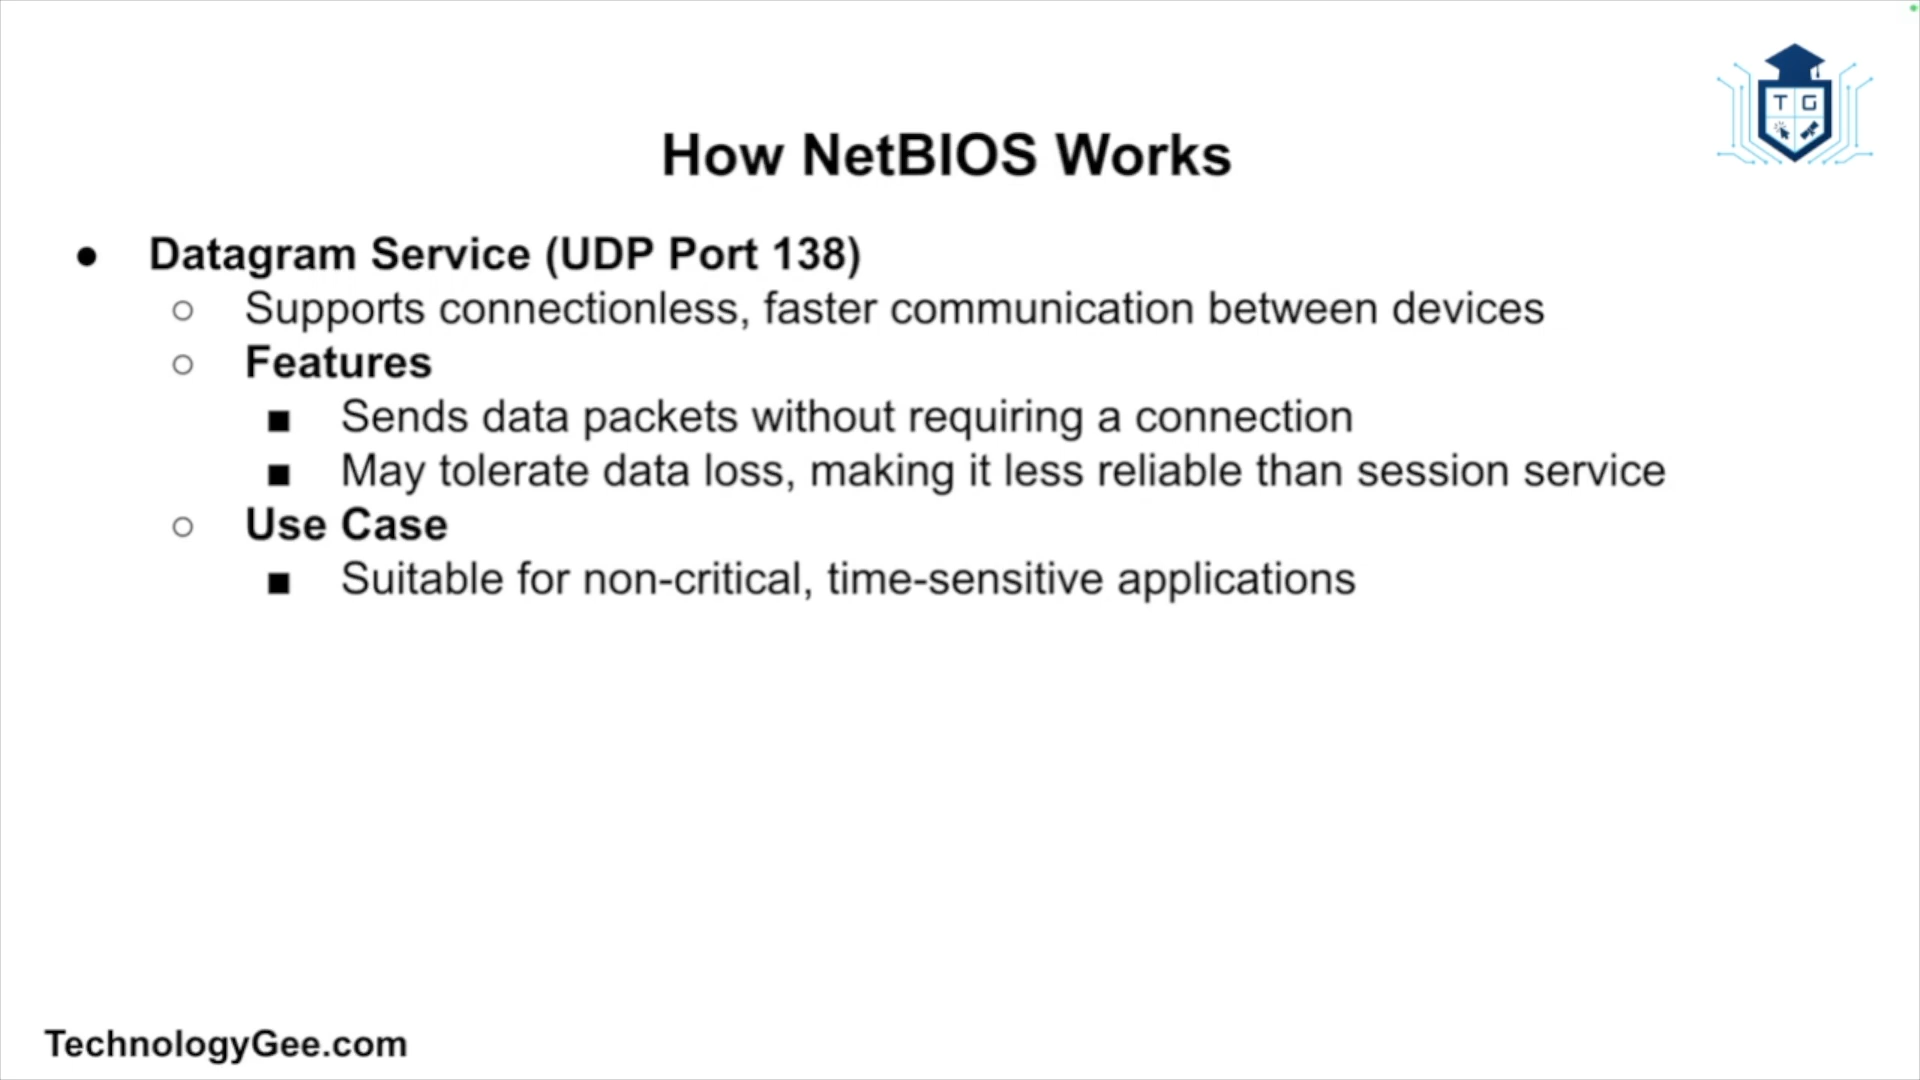 T G
How NetBIOS Works
● Datagram Service (UDP Port 138)
○ Supports connectionless, faster communication between devices
○ Features
■ Sends data packets without requiring a connection
■ May tolerate data loss, making it less reliable than session service
○ Use Case
■ Suitable for non-critical, time-sensitive applications
TechnologyGee.com